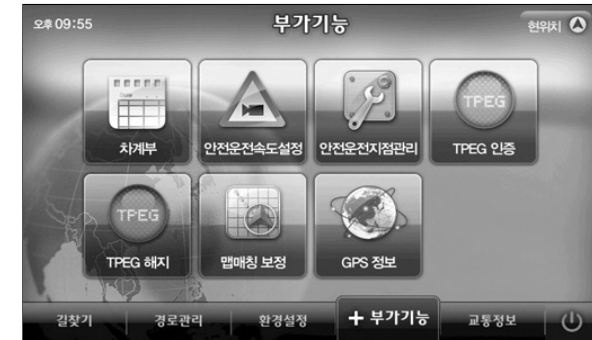 오후 09:55
부가기능
현위치
차계부
안전운전속도설정
안전운전지점관리
TPEG
TPEG 인증
TPEG
TPEG 해지
맵매칭 보정
GPS 정보
길찾기
경로관리
환경설정
+ 부가기능
교통정보